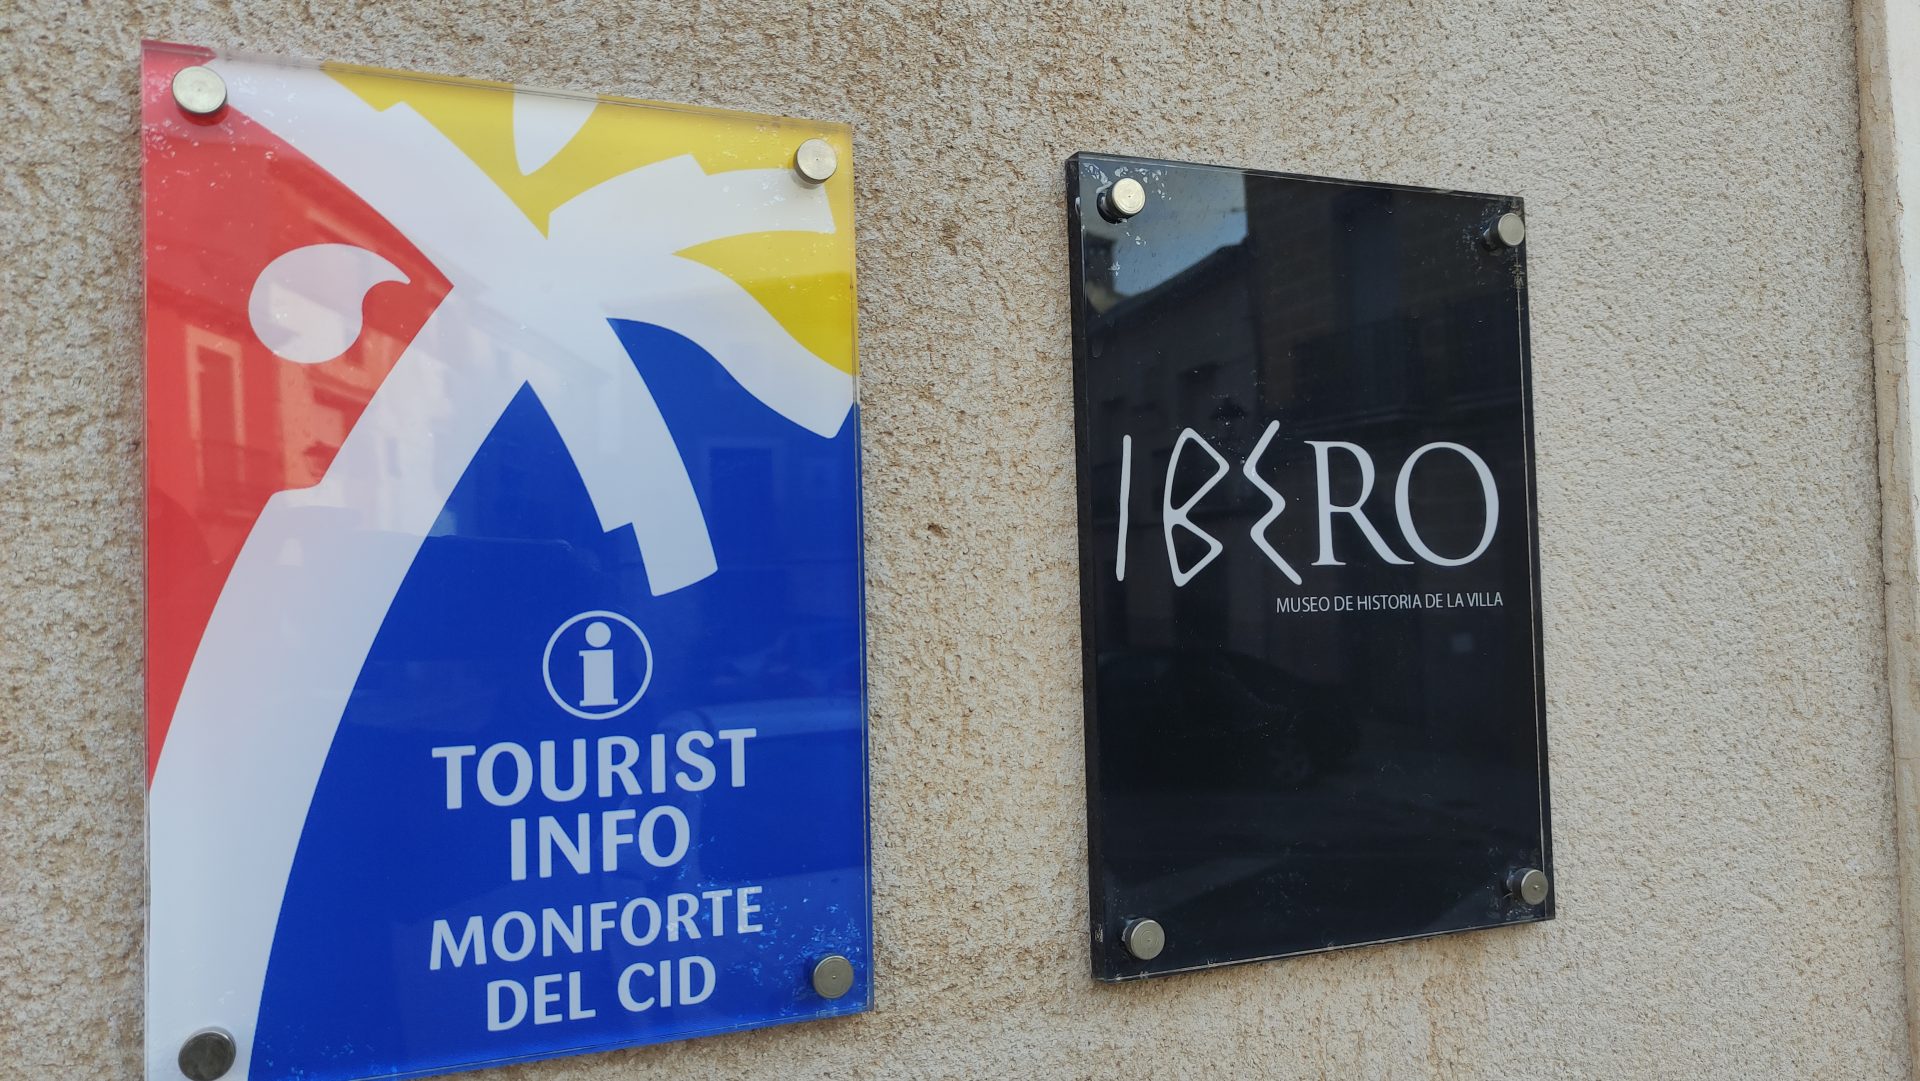 i
TOURIST
INFO
MONFORTE
DEL CID
IBERO
MUSEO DE HISTORIA DE LA VILLA